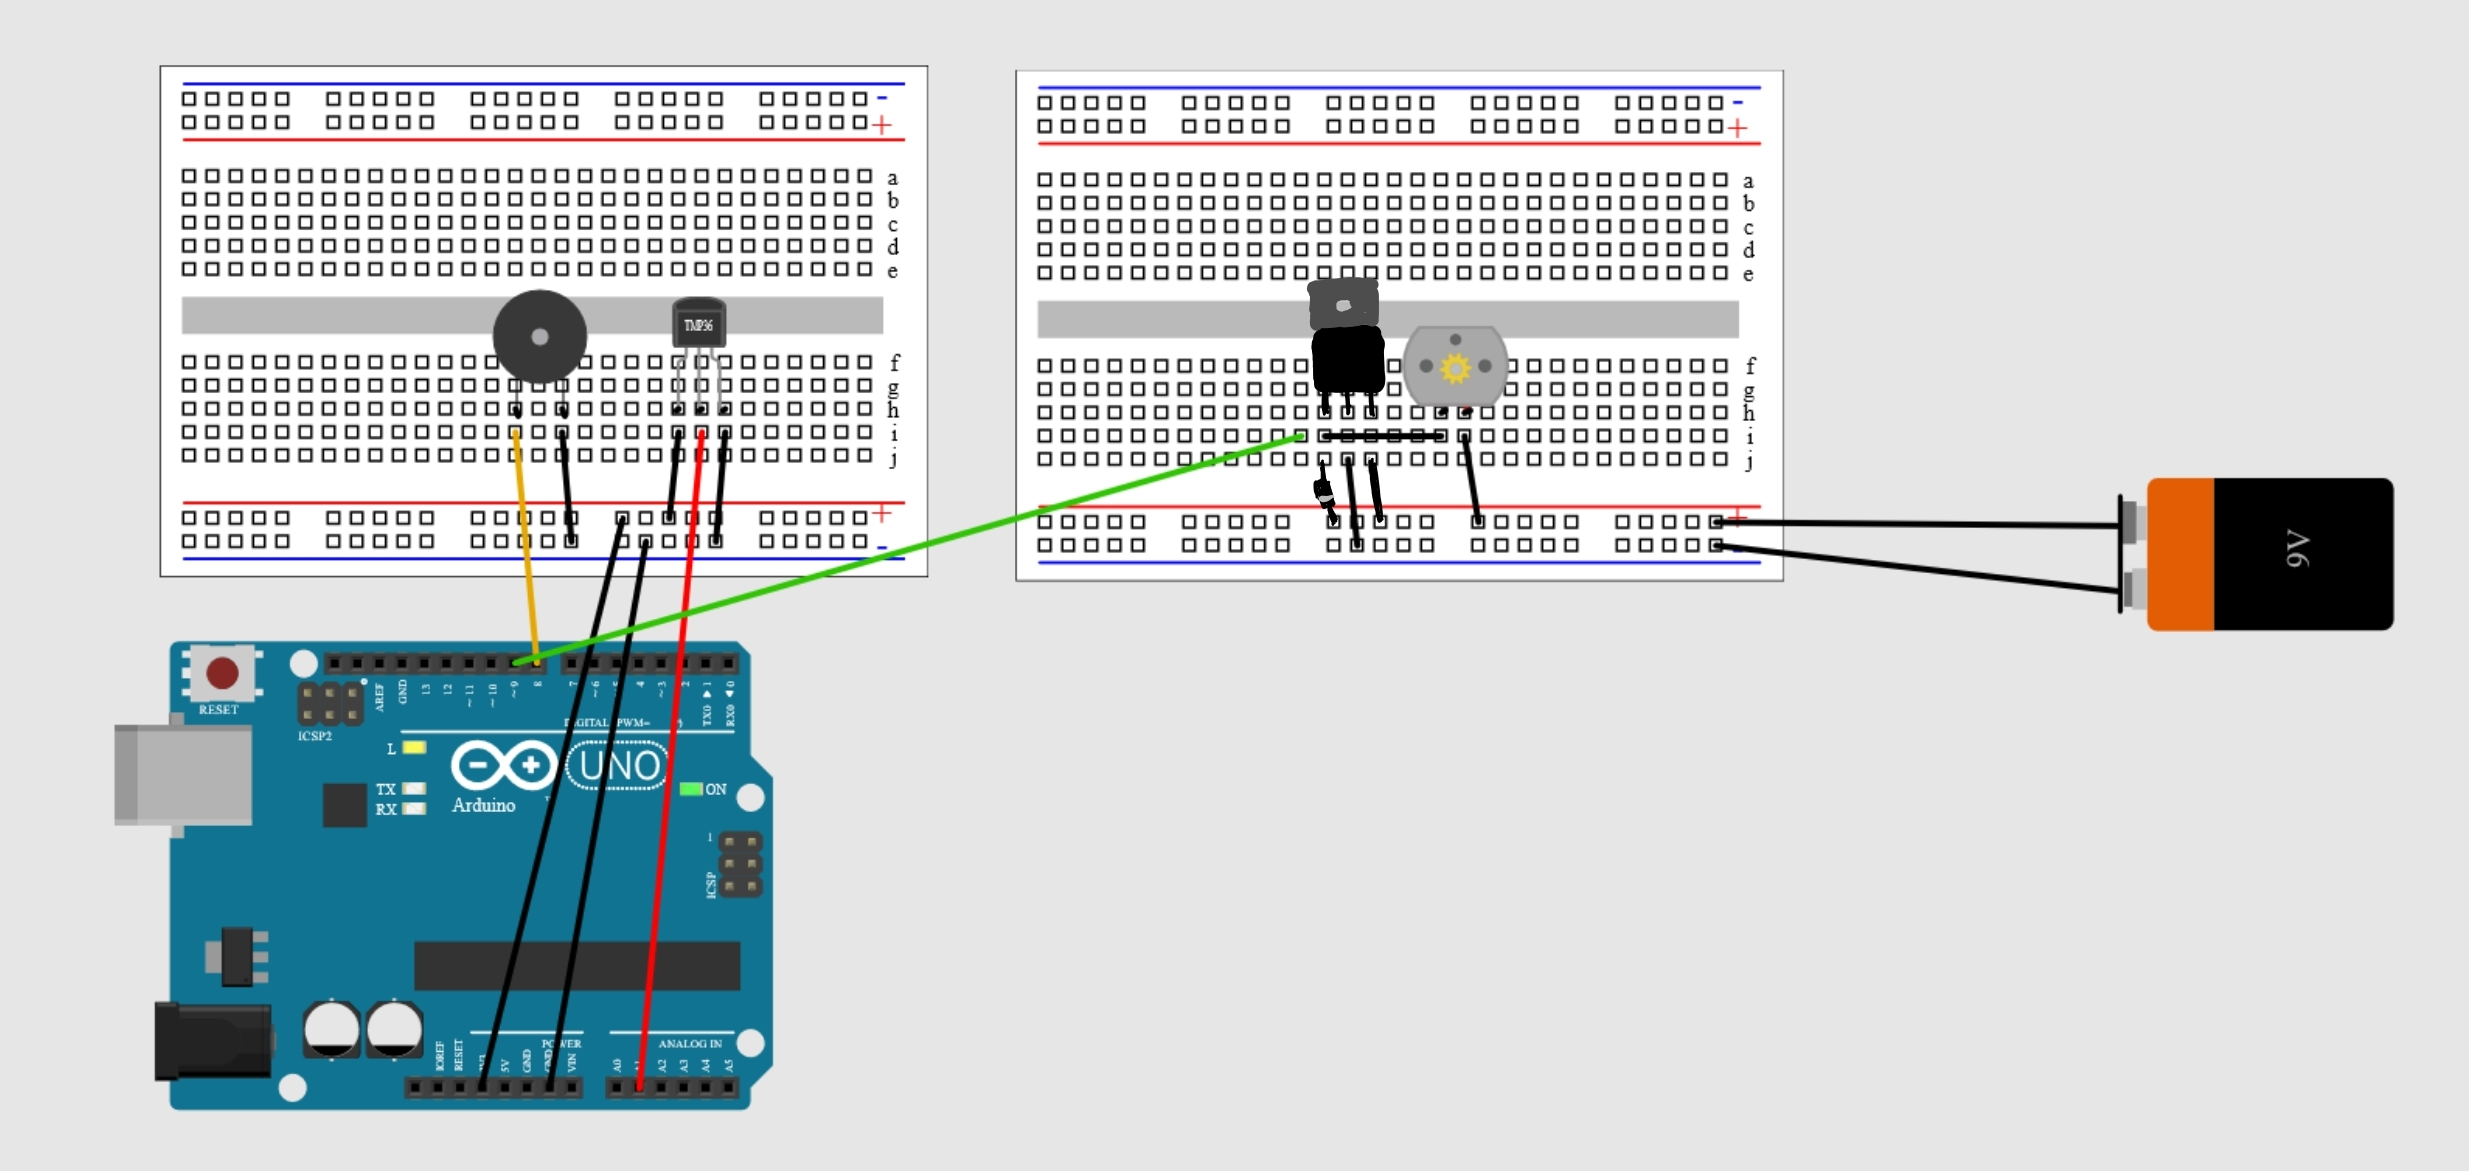 -
+
a
b
c
d
e
TMP36
f
g
h
i
j
+
-
-
+
a
b
c
d
e
f
g
h
i
j
+
9V
RESET
ICSP2
AREF
GND
13
12
~11
~10
~9
8
7
~6
4
~3
2
TX0 ▶ 1
RX0 ◀ 0
DIGITAL (PWM~
L
TX
RX
UNO
Arduino
ON
1
ICSP
POWER
ANALOG IN
IOREF
RESET
5V
GND
GND
VIN
A0
A1
A2
A3
A4
A5